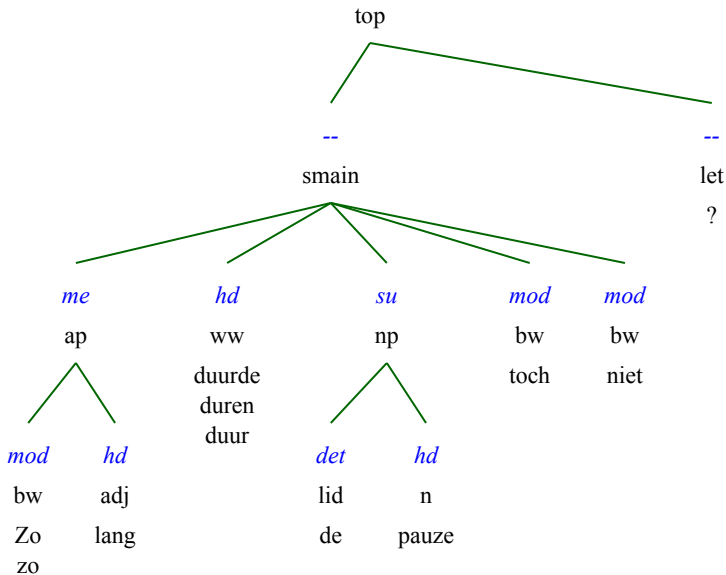 top
-- --
smain let
?
me hd su mod mod
ap ww np bw bw
duurde toch niet
duren
duur
mod hd det hd
bw adj lid n
Zo lang de pauze
zo